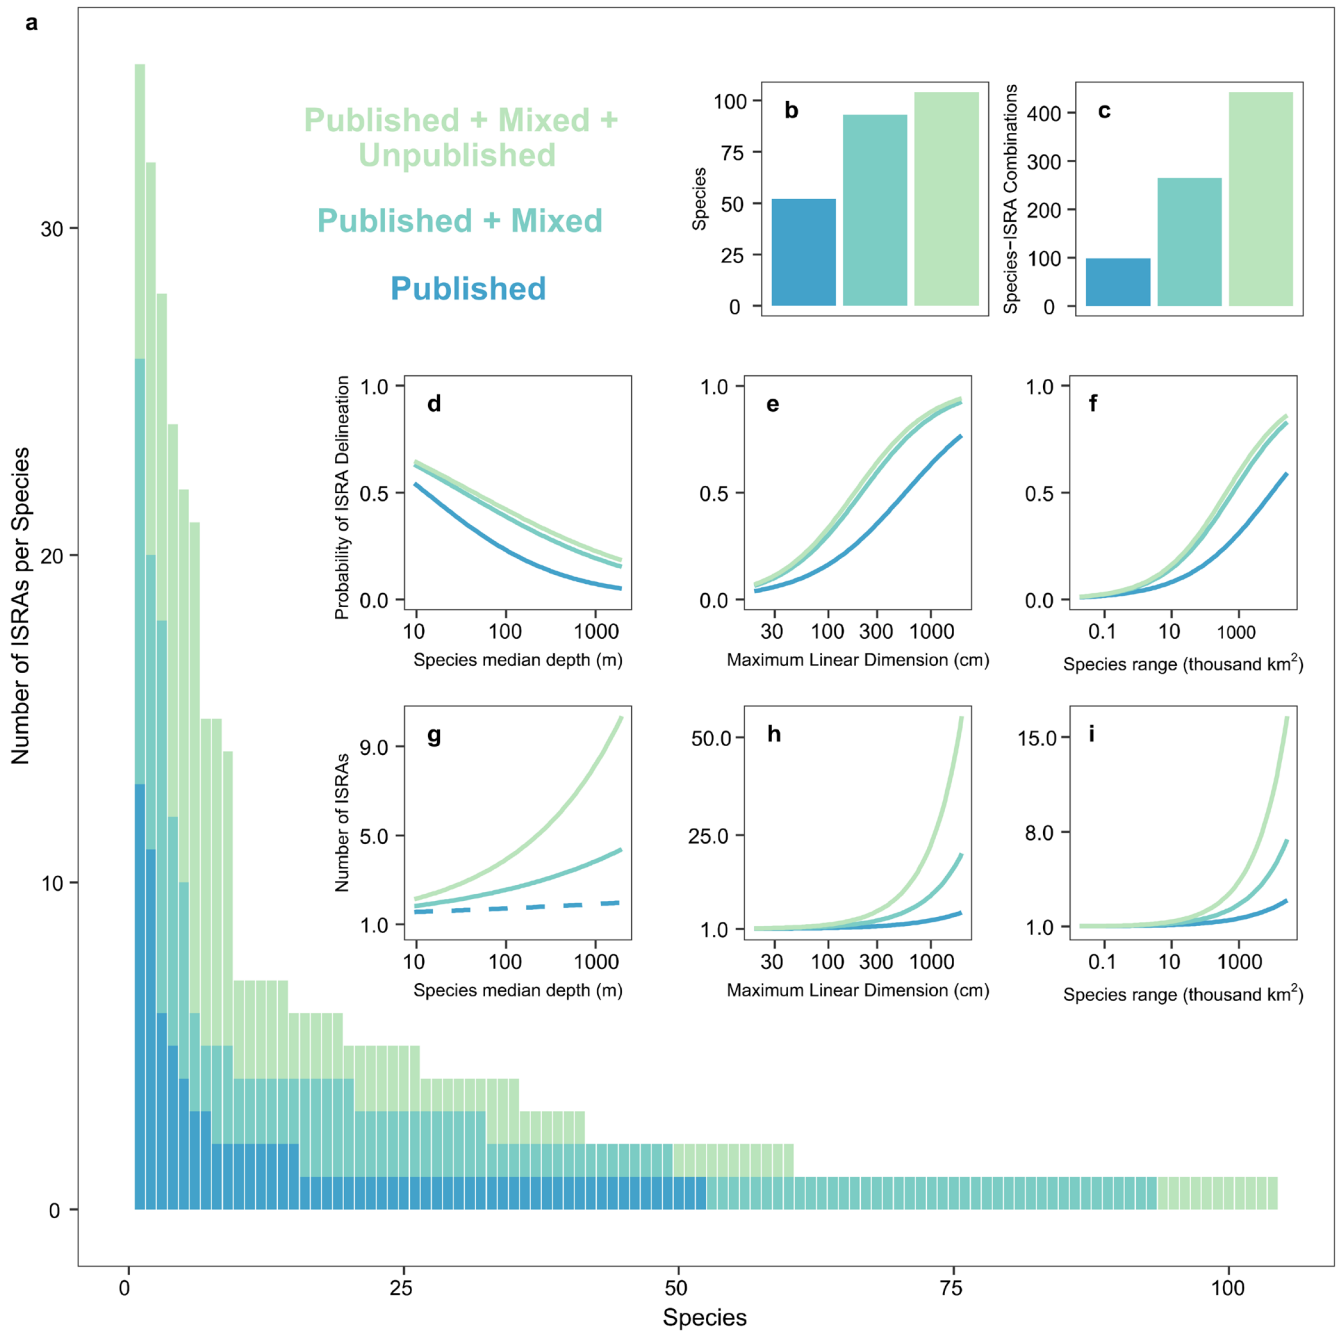 a
Number of ISRAs per Species
30
20
10
0
0
25
50
75
100
Species
Published + Mixed +
Unpublished
Published + Mixed
Published
b
Species
100
75
50
25
0
c
Species−ISRA Combinations
400
300
200
100
0
d
Probability of ISRA Delineation
1.0
0.5
0.0
10
100
1000
Species median depth (m)
e
1.0
0.5
0.0
30
100
300
1000
Maximum Linear Dimension (cm)
f
1.0
0.5
0.0
0.1
10
1000
Species range (thousand km²)
g
Number of ISRAs
9.0
5.0
1.0
10
100
1000
Species median depth (m)
h
50.0
25.0
1.0
30
100
300
1000
Maximum Linear Dimension (cm)
i
15.0
8.0
1.0
0.1
10
1000
Species range (thousand km²)